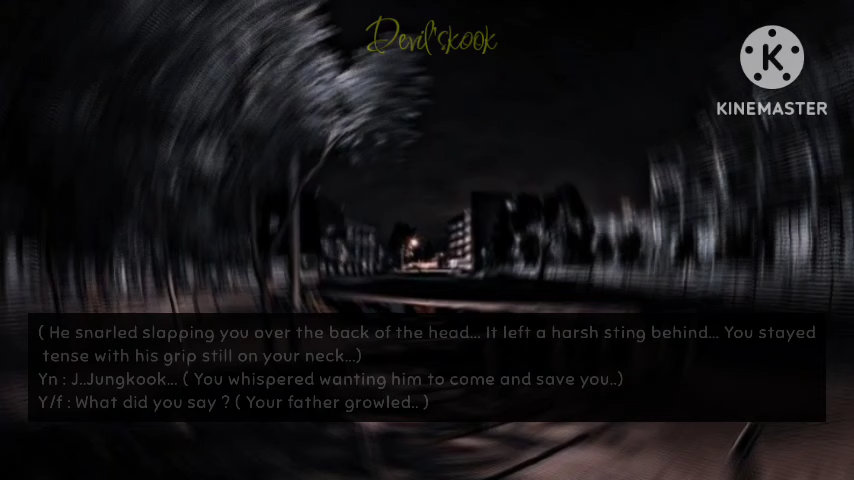 Devil'skook
KINEMASTER
( He snarled slapping you over the back of the head... It left a harsh sting behind... You stayed
tense with his grip still on your neck...)
Yn : J..Jungkook... ( You whispered wanting him to come and save you..)
Y/f : What did you say ? ( Your father growled.. )